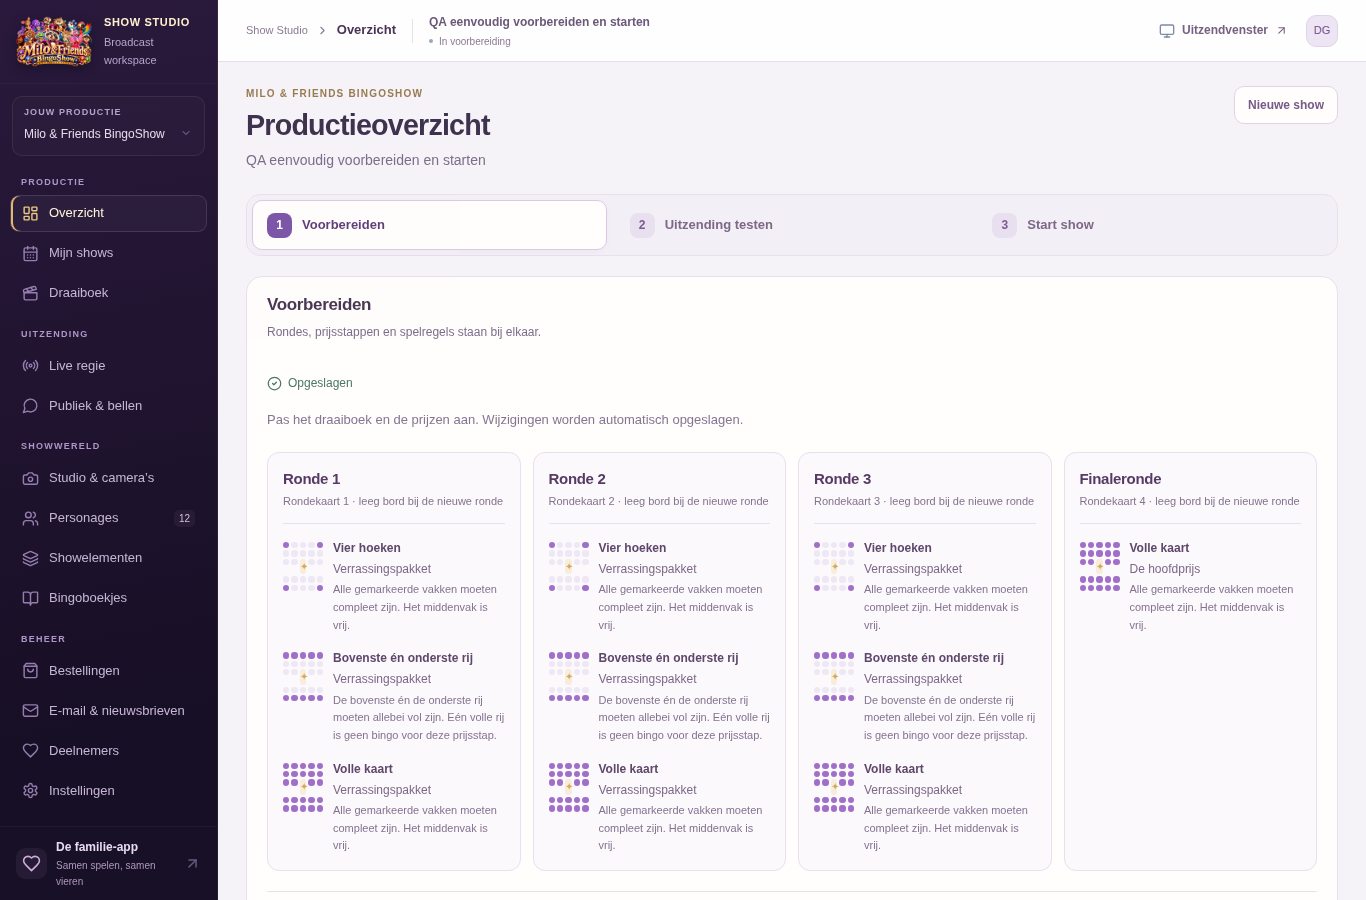 Milo & Friends
BingoShow
SHOW STUDIO
Broadcast
workspace
JOUW PRODUCTIE
Milo & Friends BingoShow
PRODUCTIE
Overzicht
Mijn shows
Draaiboek
UITZENDING
Live regie
Publiek & bellen
SHOWWERELD
Studio & camera's
Personages 12
Showelementen
Bingoboekjes
BEHEER
Bestellingen
E-mail & nieuwsbrieven
Deelnemers
Instellingen
De familie-app
Samen spelen, samen
vieren
Show Studio > Overzicht
QA eenvoudig voorbereiden en starten
In voorbereiding
Uitzendvenster
DG
MILO & FRIENDS BINGOSHOW
Productieoverzicht
QA eenvoudig voorbereiden en starten
Nieuwe show
1 Voorbereiden
2 Uitzending testen
3 Start show
Voorbereiden
Rondes, prijsstappen en spelregels staan bij elkaar.
Opgeslagen
Pas het draaiboek en de prijzen aan. Wijzigingen worden automatisch opgeslagen.
Ronde 1
Rondekaart 1 · leeg bord bij de nieuwe ronde
Vier hoeken
Verrassingspakket
Alle gemarkeerde vakken moeten
compleet zijn. Het middenvak is
vrij.
Bovenste én onderste rij
Verrassingspakket
De bovenste én de onderste rij
moeten allebei vol zijn. Eén volle rij
is geen bingo voor deze prijsstap.
Volle kaart
Verrassingspakket
Alle gemarkeerde vakken moeten
compleet zijn. Het middenvak is
vrij.
Ronde 2
Rondekaart 2 · leeg bord bij de nieuwe ronde
Vier hoeken
Verrassingspakket
Alle gemarkeerde vakken moeten
compleet zijn. Het middenvak is
vrij.
Bovenste én onderste rij
Verrassingspakket
De bovenste én de onderste rij
moeten allebei vol zijn. Eén volle rij
is geen bingo voor deze prijsstap.
Volle kaart
Verrassingspakket
Alle gemarkeerde vakken moeten
compleet zijn. Het middenvak is
vrij.
Ronde 3
Rondekaart 3 · leeg bord bij de nieuwe ronde
Vier hoeken
Verrassingspakket
Alle gemarkeerde vakken moeten
compleet zijn. Het middenvak is
vrij.
Bovenste én onderste rij
Verrassingspakket
De bovenste én de onderste rij
moeten allebei vol zijn. Eén volle rij
is geen bingo voor deze prijsstap.
Volle kaart
Verrassingspakket
Alle gemarkeerde vakken moeten
compleet zijn. Het middenvak is
vrij.
Finaleronde
Rondekaart 4 · leeg bord bij de nieuwe ronde
Volle kaart
De hoofdprijs
Alle gemarkeerde vakken moeten
compleet zijn. Het middenvak is
vrij.